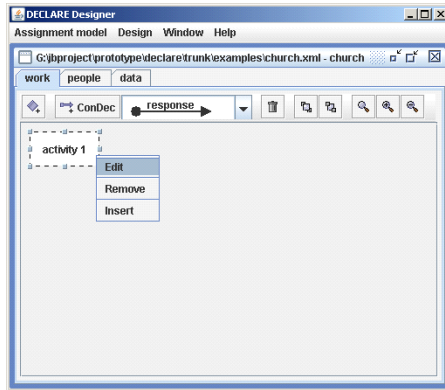 DECLARE Designer
Assignment model Design Window Help
G:\jbproject\prototype\declare\trunk\examples\church.xml - church
work people data
ConDec response
activity 1
Edit
Remove
Insert